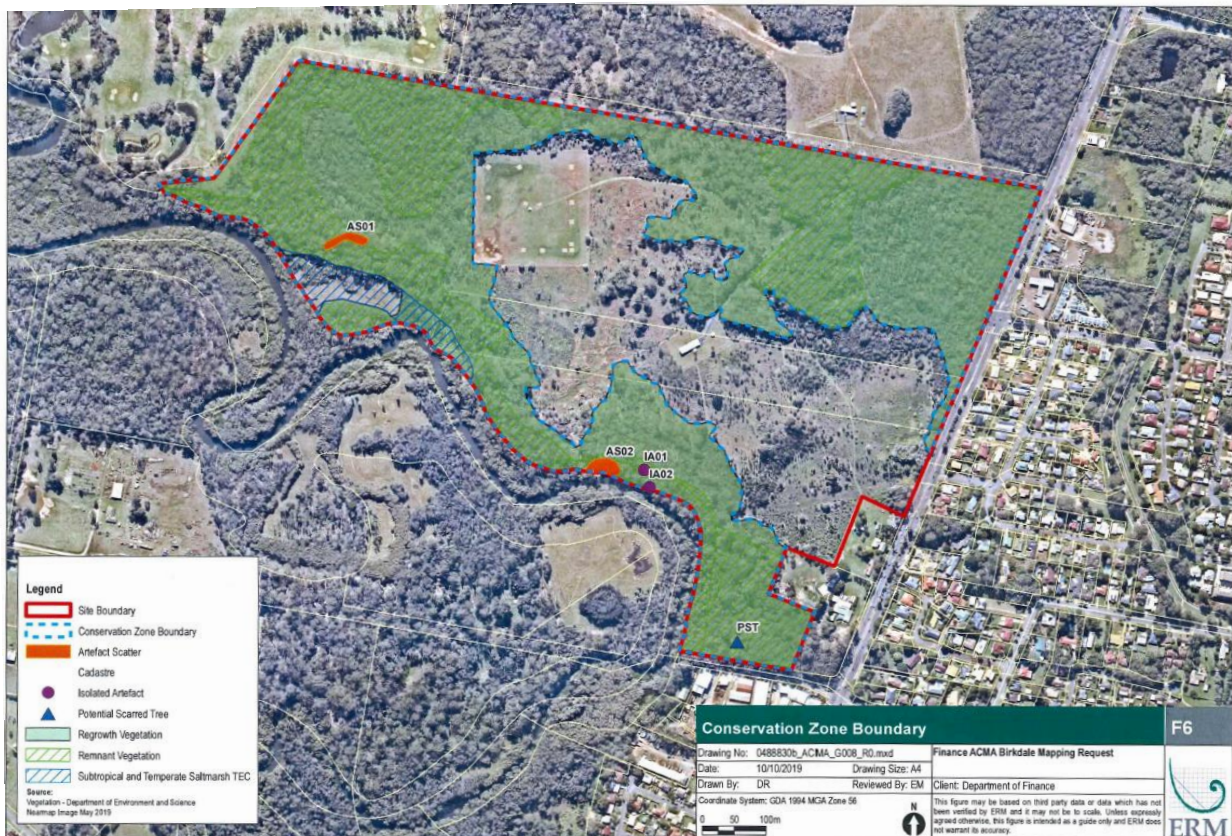 AS01
AS02
IA01
IA02
PST
Legend
Site Boundary
Conservation Zone Boundary
Artefact Scatter
Cadastre
Isolated Artefact
Potential Scarred Tree
Regrowth Vegetation
Remnant Vegetation
Subtropical and Temperate Saltmarsh TEC
Source:
Vegetation - Department of Environment and Science
Nearmap Image May 2019
Conservation Zone Boundary
F6
Drawing No: 0488830b_ACMA_G008_R0.mxd
Finance ACMA Birkdale Mapping Request
Date: 10/10/2019 Drawing Size: A4
Drawn By: DR Reviewed By: EM
Client: Department of Finance
Coordinate System: GDA 1994 MGA Zone 56
0 50 100m
N
This figure may be based on third party data or data which has not
been verified by ERM and it may not be to scale. Unless expressly
agreed otherwise, this figure is intended as a guide only and ERM does
not warrant its accuracy.
ERM